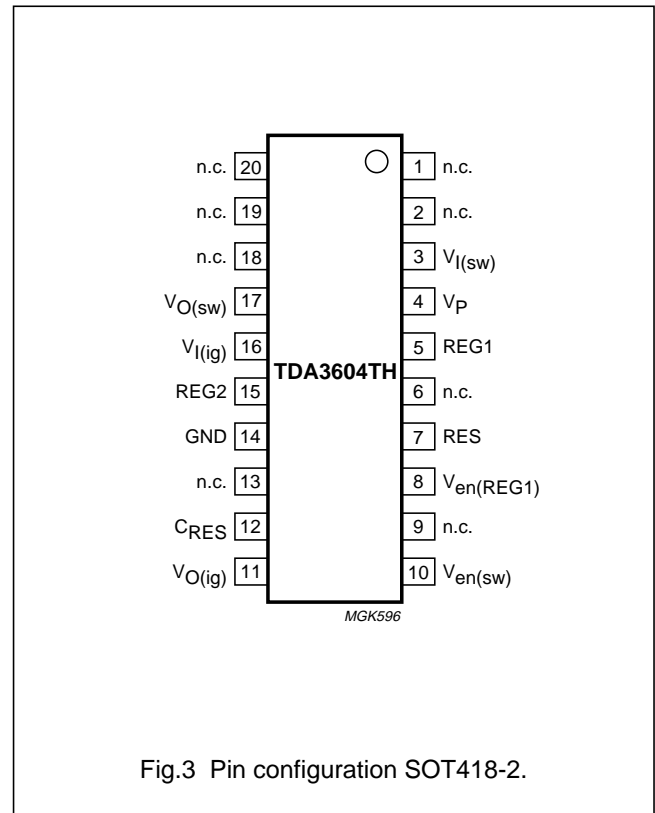 n.c. 20 1 n.c.
n.c. 19 2 n.c.
n.c. 18 3 VI(sw)
VO(sw) 17 4 VP
VI(ig) 16 5 REG1
TDA3604TH
REG2 15 6 n.c.
GND 14 7 RES
n.c. 13 8 Ven(REG1)
CRES 12 9 n.c.
VO(ig) 11 10 Ven(sw)
MGK596
Fig.3 Pin configuration SOT418-2.